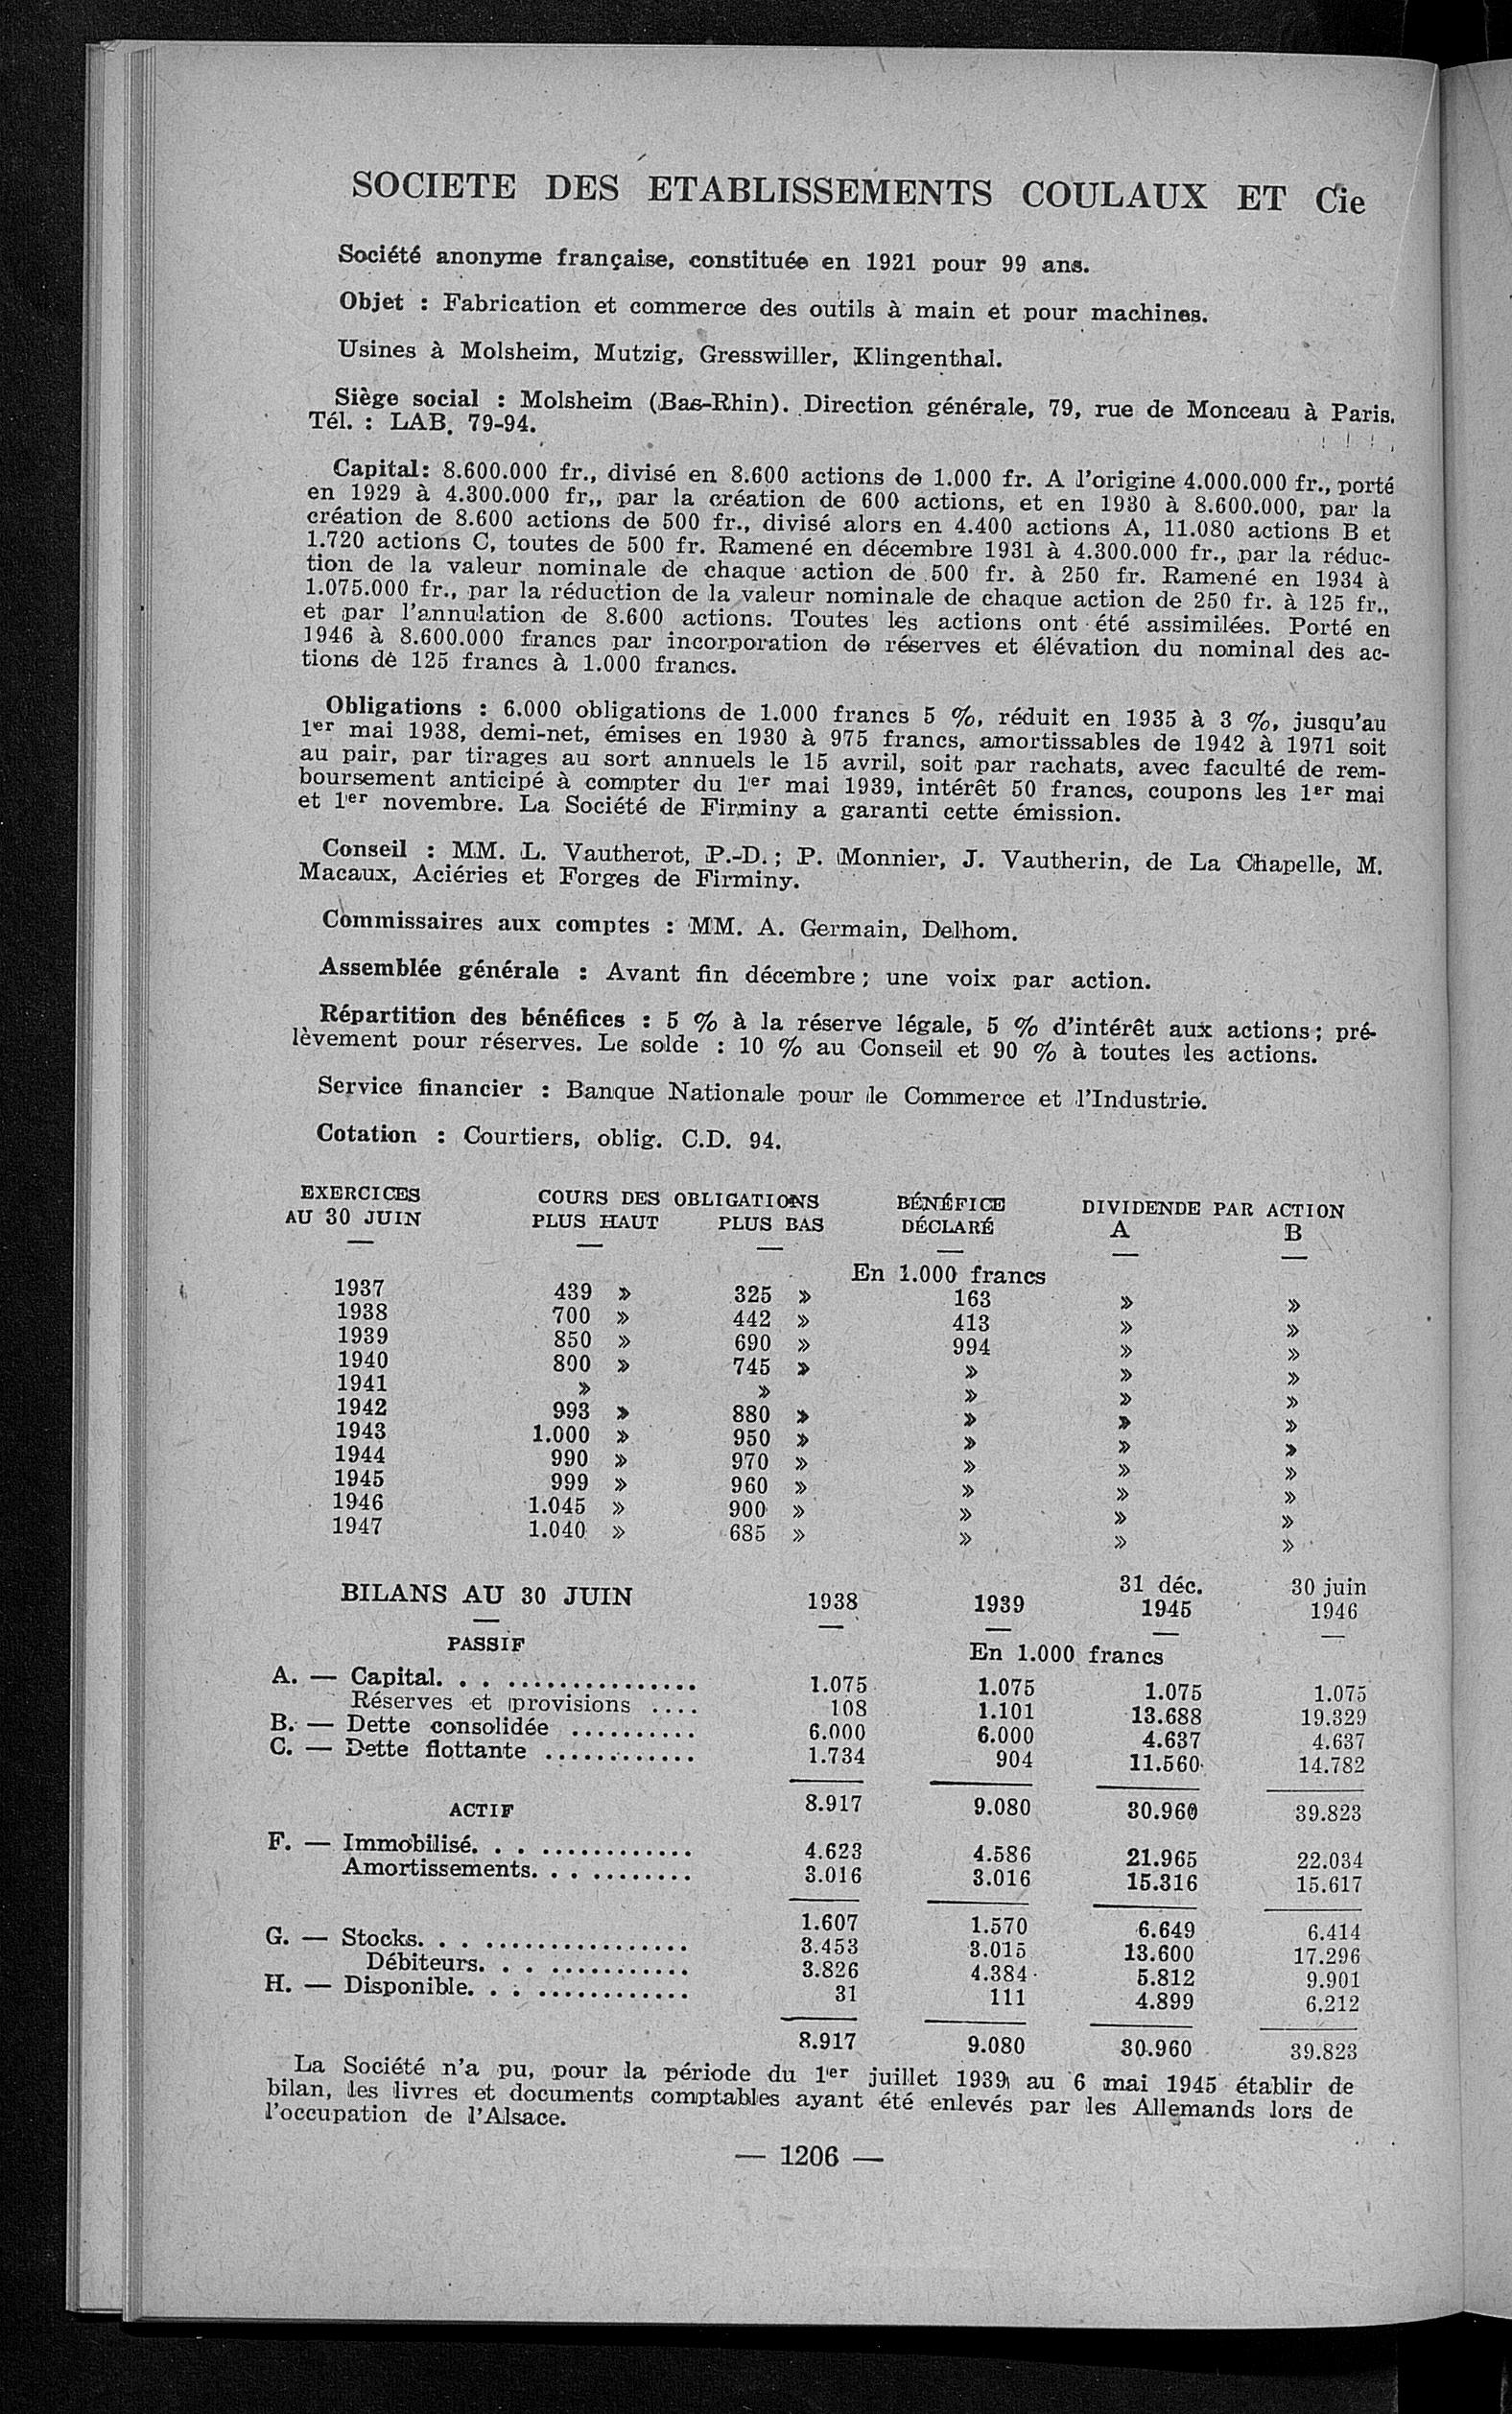 SOCIETE DES ETABLISSEMENTS COULAUX ET Cie
Société anonyme française, constituée en 1921 pour 99 ans.
Objet : Fabrication et commerce des outils à main et pour machines.
Usines à Molsheim, Mutzig, Gresswiller, Klingenthal.
Siège social : Molsheim (Bas-Rhin). Direction générale, 79, rue de Monceau à Paris.
Tél. : LAB. 79-94.
Capital: 8.600.000 fr., divisé en 8.600 actions de 1.000 fr. A l'origine 4.000.000 fr., porté
en 1929 à 4.300.000 fr,, par la création de 600 actions, et en 1930 à 8.600.000, par la
création de 8.600 actions de 500 fr., divisé alors en 4.400 actions A, 11.080 actions B et
1.720 actions C, toutes de 500 fr. Ramené en décembre 1931 à 4.300.000 fr., par la réduc-
tion de la valeur nominale de chaque action de 500 fr. à 250 fr. Ramené en 1934 à
1.075.000 fr., par la réduction de la valeur nominale de chaque action de 250 fr. à 125 fr.,
et par l'annulation de 8.600 actions. Toutes les actions ont été assimilées. Porté en
1946 à 8.600.000 francs par incorporation de réserves et élévation du nominal des ac-
tions de 125 francs à 1.000 francs.
Obligations : 6.000 obligations de 1.000 francs 5 %, réduit en 1935 à 3 %, jusqu'au
1er mai 1938, demi-net, émises en 1930 à 975 francs, amortissables de 1942 à 1971 soit
au pair, par tirages au sort annuels le 15 avril, soit par rachats, avec faculté de rem-
boursement anticipé à compter du 1er mai 1939, intérêt 50 francs, coupons les 1er mai
et 1er novembre. La Société de Firminy a garanti cette émission.
Conseil : MM. L. Vautherot, P.-D. ; P. Monnier, J. Vautherin, de La Chapelle, M.
Macaux, Aciéries et Forges de Firminy.
Commissaires aux comptes : MM. A. Germain, Delhom.
Assemblée générale : Avant fin décembre ; une voix par action.
Répartition des bénéfices : 5 % à la réserve légale, 5 % d'intérêt aux actions ; pré-
lèvement pour réserves. Le solde : 10 % au Conseil et 90 % à toutes les actions.
Service financier : Banque Nationale pour le Commerce et l'Industrie.
Cotation : Courtiers, oblig. C.D. 94.
EXERCICES COURS DES OBLIGATIONS BÉNÉFICE DIVIDENDE PAR ACTION
AU 30 JUIN PLUS HAUT PLUS BAS DÉCLARÉ A B
En 1.000 francs
1937 439 » 325 » 163 » »
1938 700 » 442 » 413 » »
1939 850 » 690 » 994 » »
1940 800 » 745 » » » »
1941 » » » » »
1942 993 » 880 » » » »
1943 1.000 » 950 » » » »
1944 990 » 970 » » » »
1945 999 » 960 » » » »
1946 1.045 » 900 » » » »
1947 1.040 » 685 » » » »
BILANS AU 30 JUIN 1938 1939 31 déc. 1945 30 juin 1946
PASSIF En 1.000 francs
A. — Capital. . . ................ 1.075 1.075 1.075 1.075
Réserves et provisions .... 108 1.101 13.688 19.329
B. — Dette consolidée .......... 6.000 6.000 4.637 4.637
C. — Dette flottante ............ 1.734 904 11.560 14.782
8.917 9.080 30.960 39.823
ACTIF
F. — Immobilisé. . . ............ 4.623 4.586 21.965 22.034
Amortissements. . . ........ 3.016 3.016 15.316 15.617
1.607 1.570 6.649 6.414
G. — Stocks. . . ................. 3.453 3.015 13.600 17.296
Débiteurs. . . ........... 3.826 4.384 5.812 9.901
H. — Disponible. . . ............ 31 111 4.899 6.212
8.917 9.080 30.960 39.823
La Société n'a pu, pour la période du 1er juillet 1939 au 6 mai 1945 établir de
bilan, les livres et documents comptables ayant été enlevés par les Allemands lors de
l'occupation de l'Alsace.
— 1206 —